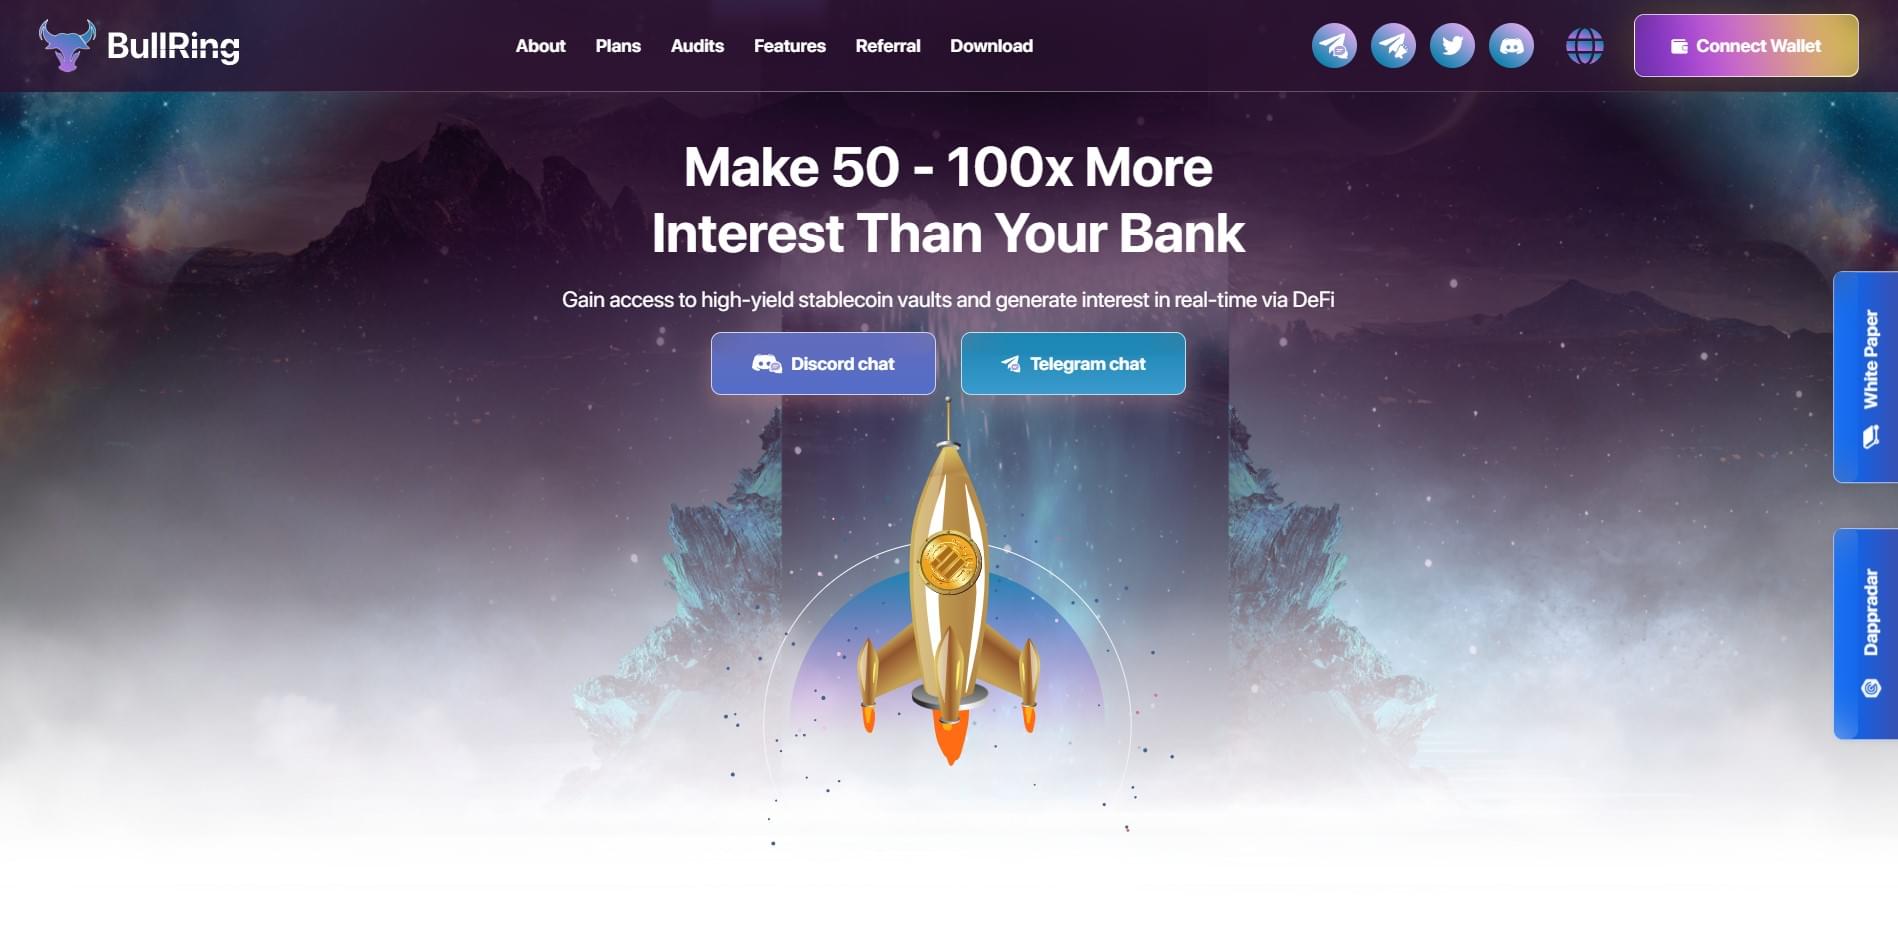 BullRing
About
Plans
Audits
Features
Referral
Download
Connect Wallet
Make 50 - 100x More
Interest Than Your Bank
Gain access to high-yield stablecoin vaults and generate interest in real-time via DeFi
Discord chat
Telegram chat
White Paper
Dappradar